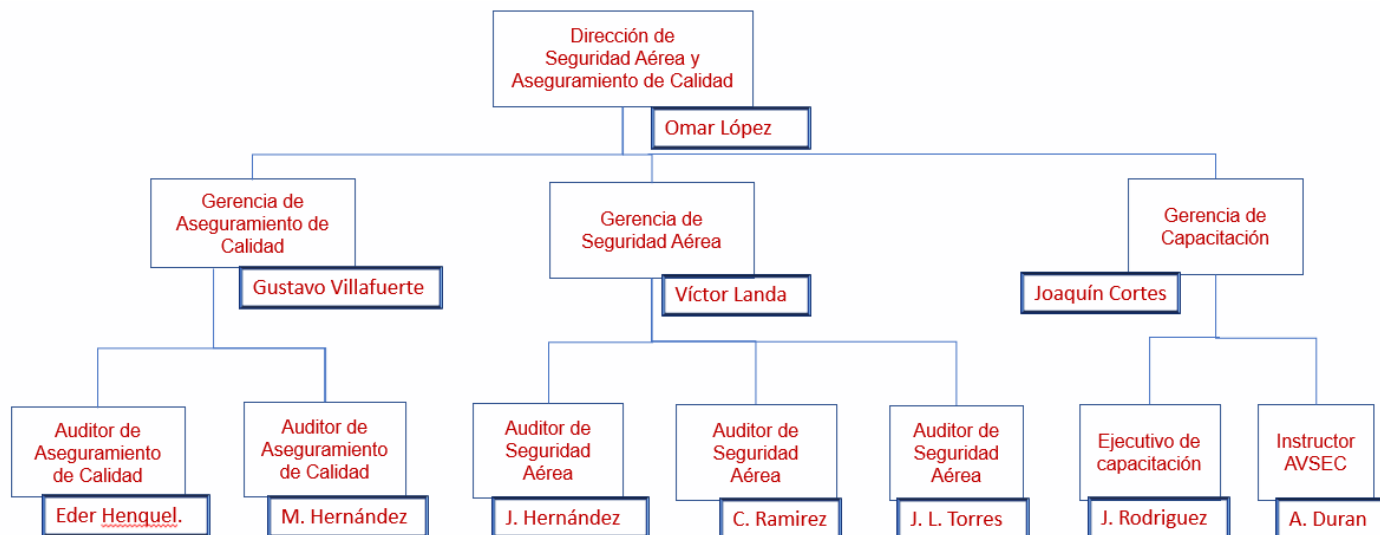 Dirección de
Seguridad Aérea y
Aseguramiento de Calidad
Omar López
Gerencia de
Aseguramiento de
Calidad
Gustavo Villafuerte
Gerencia de
Seguridad Aérea
Víctor Landa
Gerencia de
Capacitación
Joaquín Cortes
Auditor de
Aseguramiento
de Calidad
Eder Henquel.
Auditor de
Aseguramiento
de Calidad
M. Hernández
Auditor de
Seguridad
Aérea
J. Hernández
Auditor de
Seguridad
Aérea
C. Ramirez
Auditor de
Seguridad
Aérea
J. L. Torres
Ejecutivo de
capacitación
J. Rodriguez
Instructor
AVSEC
A. Duran